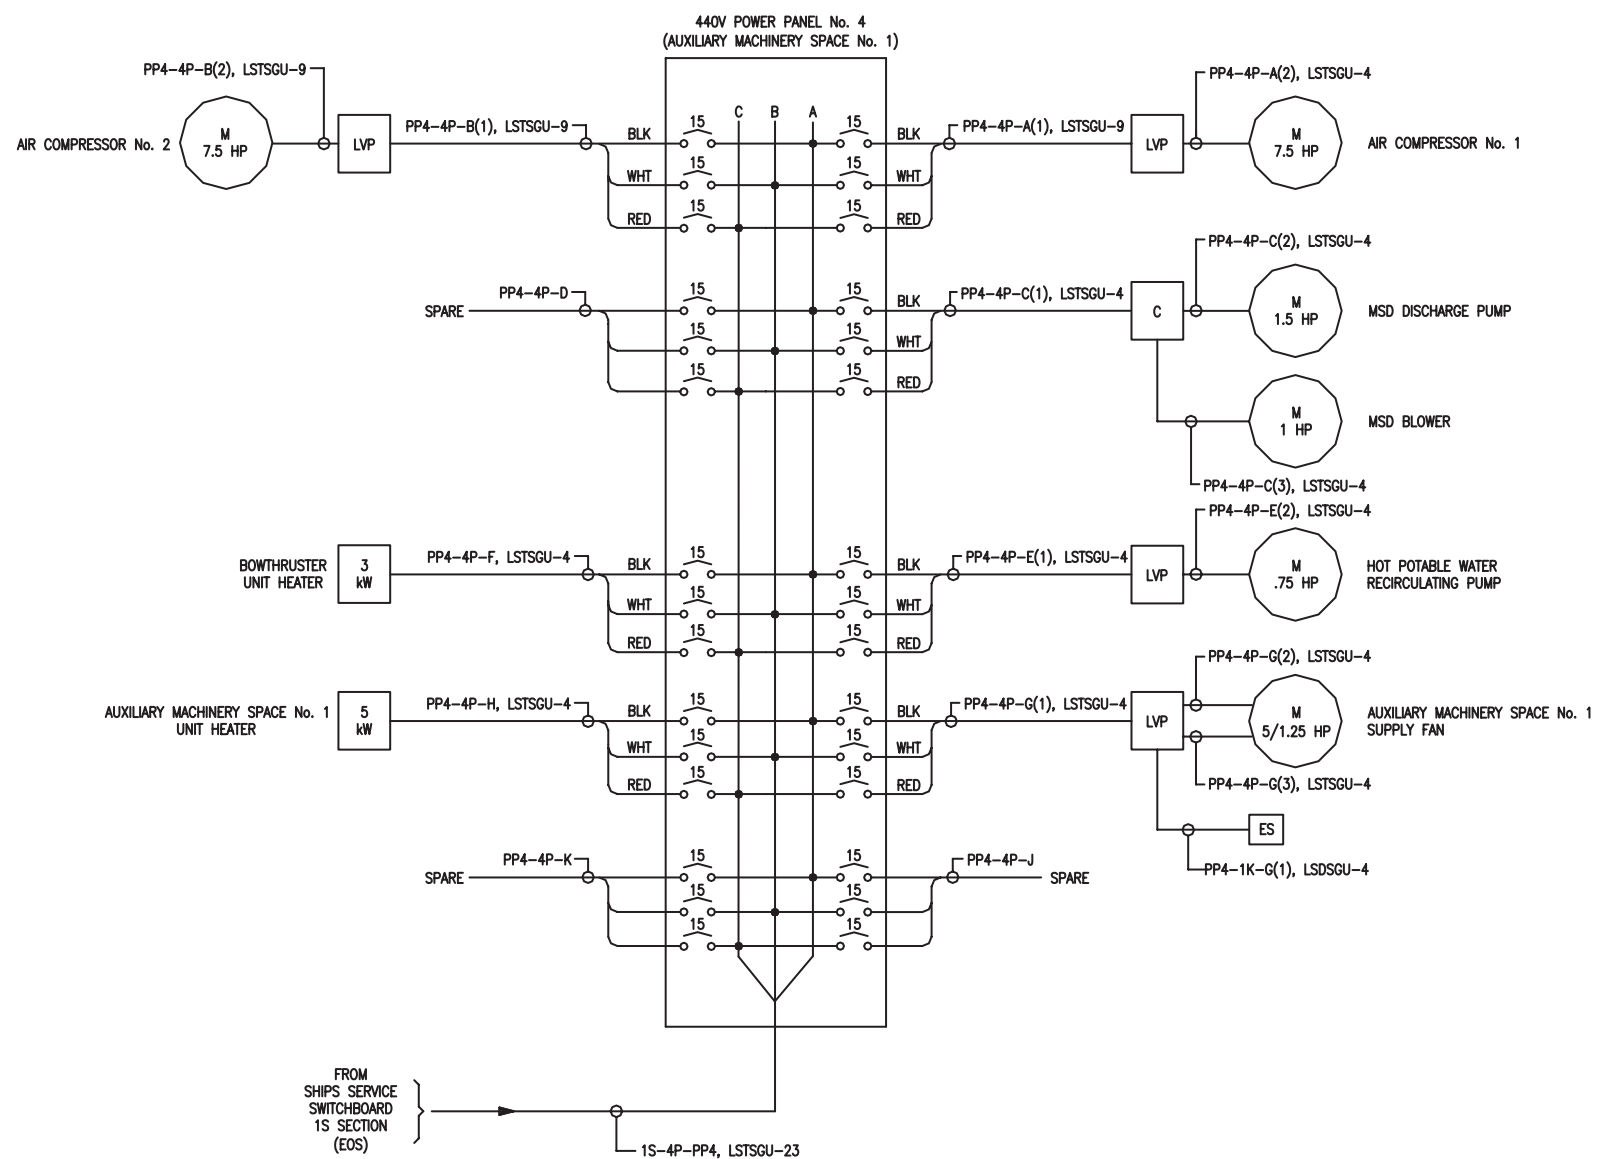 440V POWER PANEL No. 4
(AUXILIARY MACHINERY SPACE No. 1)
PP4-4P-B(2), LSTSGU-9
PP4-4P-A(2), LSTSGU-4
AIR COMPRESSOR No. 2
M
7.5 HP
LVP
PP4-4P-B(1), LSTSGU-9
C
B
A
BLK
15
15
BLK
WHT
15
15
WHT
RED
15
15
RED
PP4-4P-A(1), LSTSGU-9
LVP
M
7.5 HP
AIR COMPRESSOR No. 1
SPARE
PP4-4P-D
15
15
BLK
15
15
WHT
15
15
RED
PP4-4P-C(1), LSTSGU-4
C
PP4-4P-C(2), LSTSGU-4
M
1.5 HP
MSD DISCHARGE PUMP
M
1 HP
MSD BLOWER
PP4-4P-C(3), LSTSGU-4
BOWTHRUSTER
UNIT HEATER
3
kW
PP4-4P-F, LSTSGU-4
BLK
15
15
BLK
WHT
15
15
WHT
RED
15
15
RED
PP4-4P-E(1), LSTSGU-4
LVP
PP4-4P-E(2), LSTSGU-4
M
.75 HP
HOT POTABLE WATER
RECIRCULATING PUMP
AUXILIARY MACHINERY SPACE No. 1
UNIT HEATER
5
kW
PP4-4P-H, LSTSGU-4
BLK
15
15
BLK
WHT
15
15
WHT
RED
15
15
RED
PP4-4P-G(1), LSTSGU-4
LVP
PP4-4P-G(2), LSTSGU-4
M
5/1.25 HP
AUXILIARY MACHINERY SPACE No. 1
SUPPLY FAN
PP4-4P-G(3), LSTSGU-4
ES
PP4-1K-G(1), LSDSGU-4
SPARE
PP4-4P-K
15
15
15
15
15
15
PP4-4P-J
SPARE
FROM
SHIPS SERVICE
SWITCHBOARD
1S SECTION
(EOS)
1S-4P-PP4, LSTSGU-23